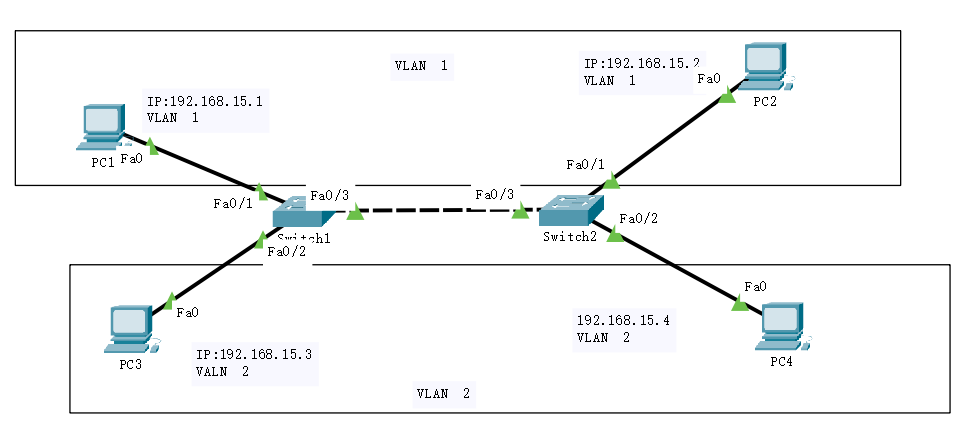 VLAN 1
IP:192.168.15.2
VLAN 1
Fa0
PC2
IP:192.168.15.1
VLAN 1
PC1
Fa0
Fa0/1
Fa0/1
Fa0/3
Fa0/3
Switch1
Fa0/2
Switch2
Fa0/2
Fa0
PC3
IP:192.168.15.3
VALN 2
Fa0
192.168.15.4
VLAN 2
PC4
VLAN 2